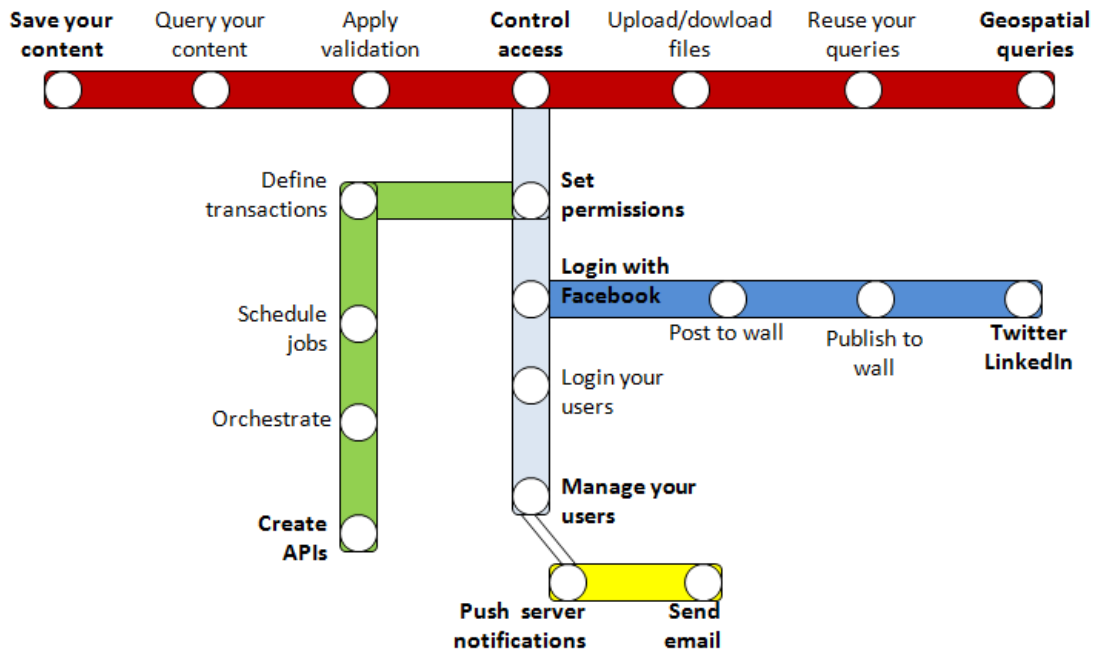 Save your
content
Query your
content
Apply
validation
Control
access
Upload/dowload
files
Reuse your
queries
Geospatial
queries
Define
transactions
Set
permissions
Login with
Facebook
Schedule
jobs
Post to wall
Publish to
wall
Twitter
LinkedIn
Login your
users
Orchestrate
Manage your
users
Create
APIs
Push server
notifications
Send
email